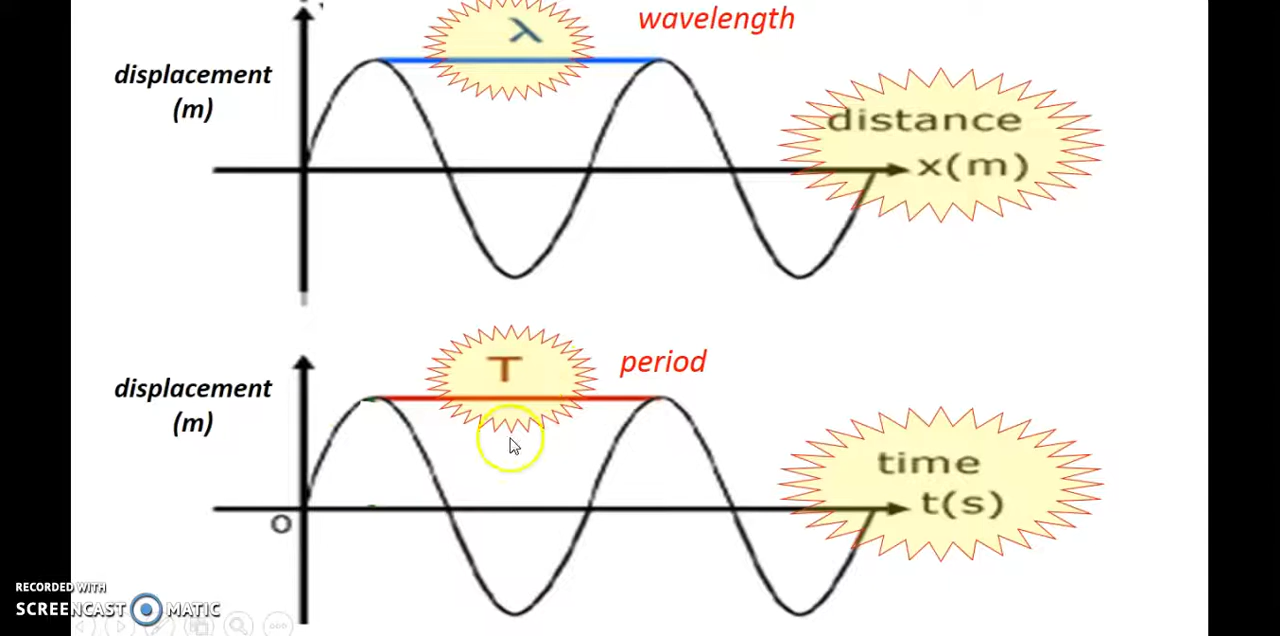 λ
wavelength
displacement
(m)
distance
x(m)
T
period
displacement
(m)
time
t(s)
O
RECORDED WITH
SCREENCAST MATIC